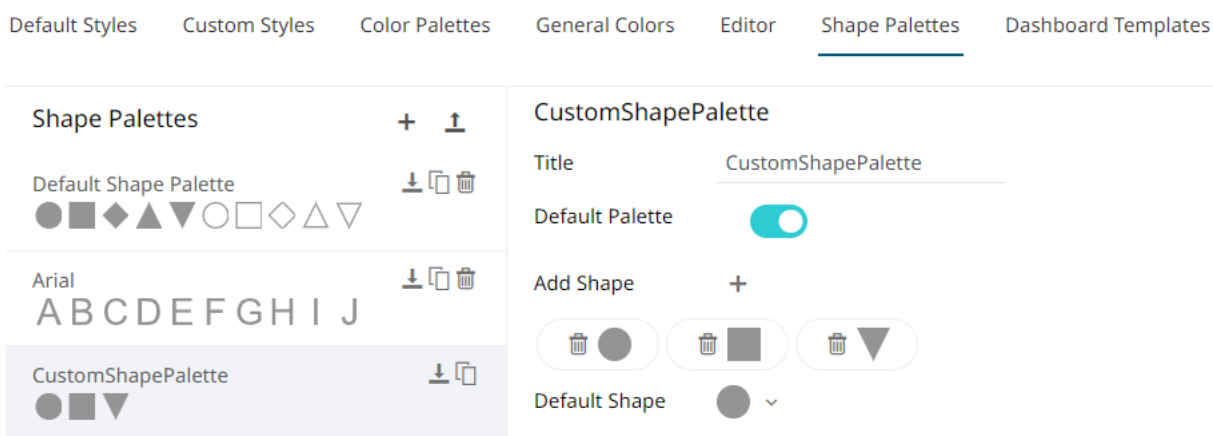 Default Styles Custom Styles Color Palettes General Colors Editor Shape Palettes Dashboard Templates
Shape Palettes
Default Shape Palette
Arial
A B C D E F G H I J
CustomShapePalette
CustomShapePalette
Title CustomShapePalette
Default Palette
Add Shape
Default Shape